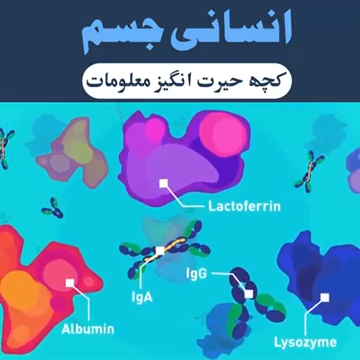 انسانی جسم
کچھ حیرت انگیز معلومات
Lactoferrin
IgG
IgA
Albumin
Lysozyme